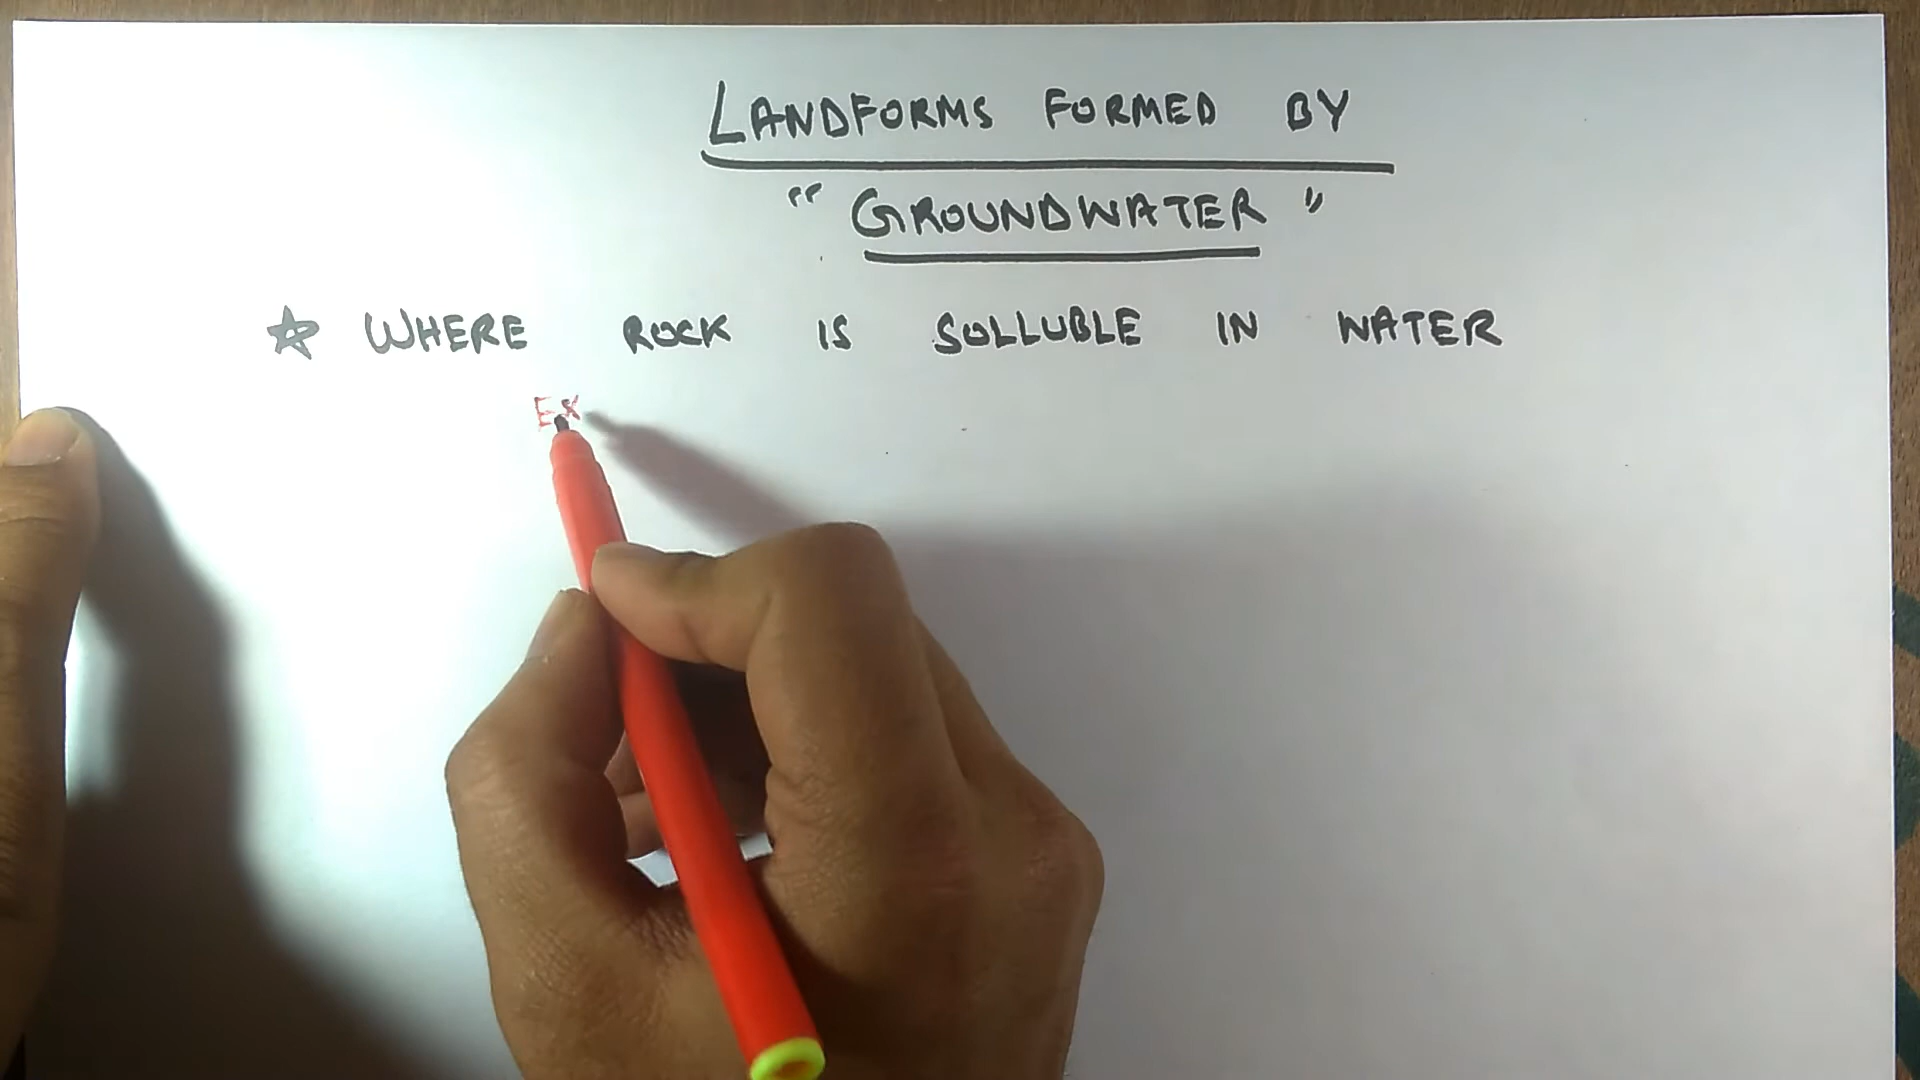 LANDFORMS FORMED BY
"GROUNDWATER"
☆ WHERE ROCK IS SOLLUBLE IN WATER
EX